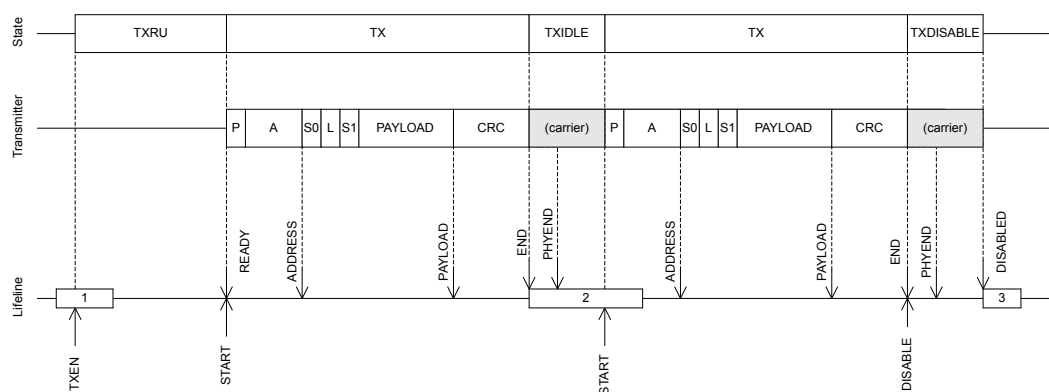 State
TXRU
TX
TXIDLE
TX
TXDISABLE
Transmitter
P
A
S0
L
S1
PAYLOAD
CRC
(carrier)
P
A
S0
L
S1
PAYLOAD
CRC
(carrier)
READY
ADDRESS
PAYLOAD
END
PHYEND
ADDRESS
PAYLOAD
END
PHYEND
DISABLED
Lifeline
1
2
3
TXEN
START
START
DISABLE